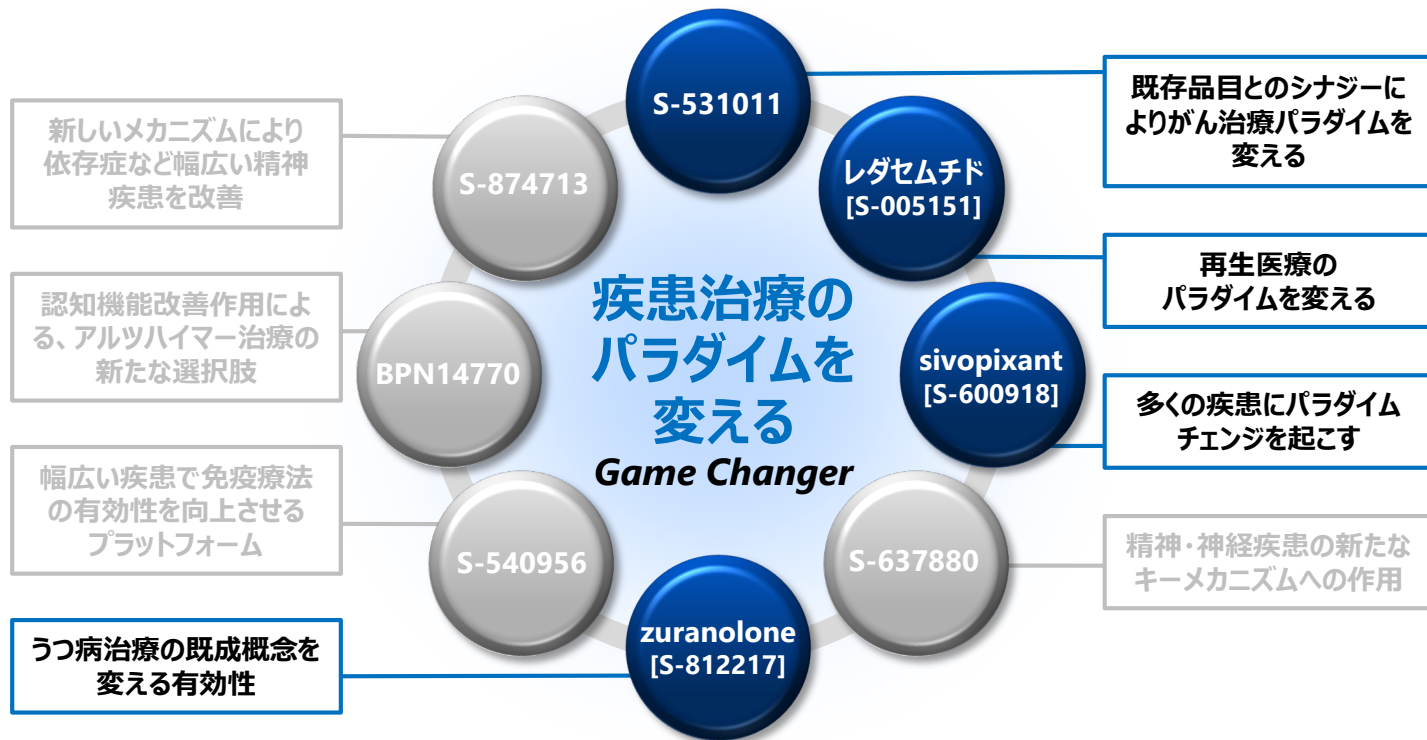 S-531011
既存品目とのシナジーに
よりがん治療パラダイムを
変える
レダセムチド
[S-005151]
再生医療の
パラダイムを変える
sivopixant
[S-600918]
多くの疾患にパラダイム
チェンジを起こす
S-637880
精神・神経疾患の新たな
キーメカニズムへの作用
zuranolone
[S-812217]
うつ病治療の既成概念を
変える有効性
S-540956
幅広い疾患で免疫療法
の有効性を向上させる
プラットフォーム
BPN14770
認知機能改善作用によ
る、アルツハイマー治療の
新たな選択肢
S-874713
新しいメカニズムにより
依存症など幅広い精神
疾患を改善
疾患治療の
パラダイムを
変える
Game Changer